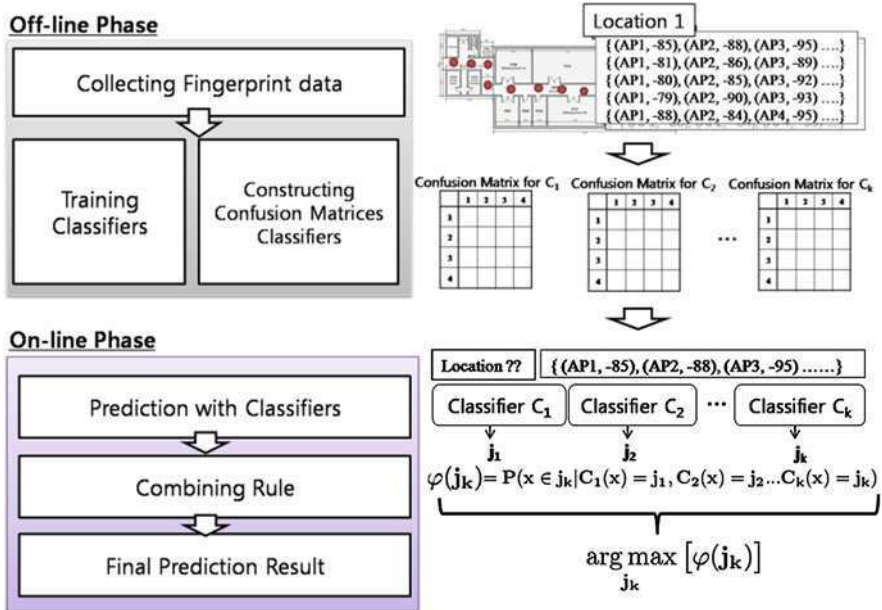 Off-line Phase
Collecting Fingerprint data
Training
Classifiers
Constructing
Confusion Matrices
Classifiers
Location 1
{ (AP1, -85), (AP2, -88), (AP3, -95) ....}
{ (AP1, -81), (AP2, -86), (AP3, -89) ....}
{ (AP1, -80), (AP2, -85), (AP3, -92) ....}
{ (AP1, -79), (AP2, -90), (AP3, -93) ....}
{ (AP1, -88), (AP2, -84), (AP4, -95) ....}
Confusion Matrix for C₁
1 2 3 4
1
2
3
4
Confusion Matrix for C₂
1 2 3 4
1
2
3
4
...
Confusion Matrix for Cₖ
1 2 3 4
1
2
3
4
On-line Phase
Prediction with Classifiers
Combining Rule
Final Prediction Result
Location ??
{ (AP1, -85), (AP2, -88), (AP3, -95) ......}
Classifier C₁ Classifier C₂ ... Classifier Cₖ
j₁ j₂ jₖ
φ(jₖ)= P(x ∈ jₖ|C₁(x) = j₁, C₂(x) = j₂...Cₖ(x) = jₖ)
arg max [φ(jₖ)]
jₖ